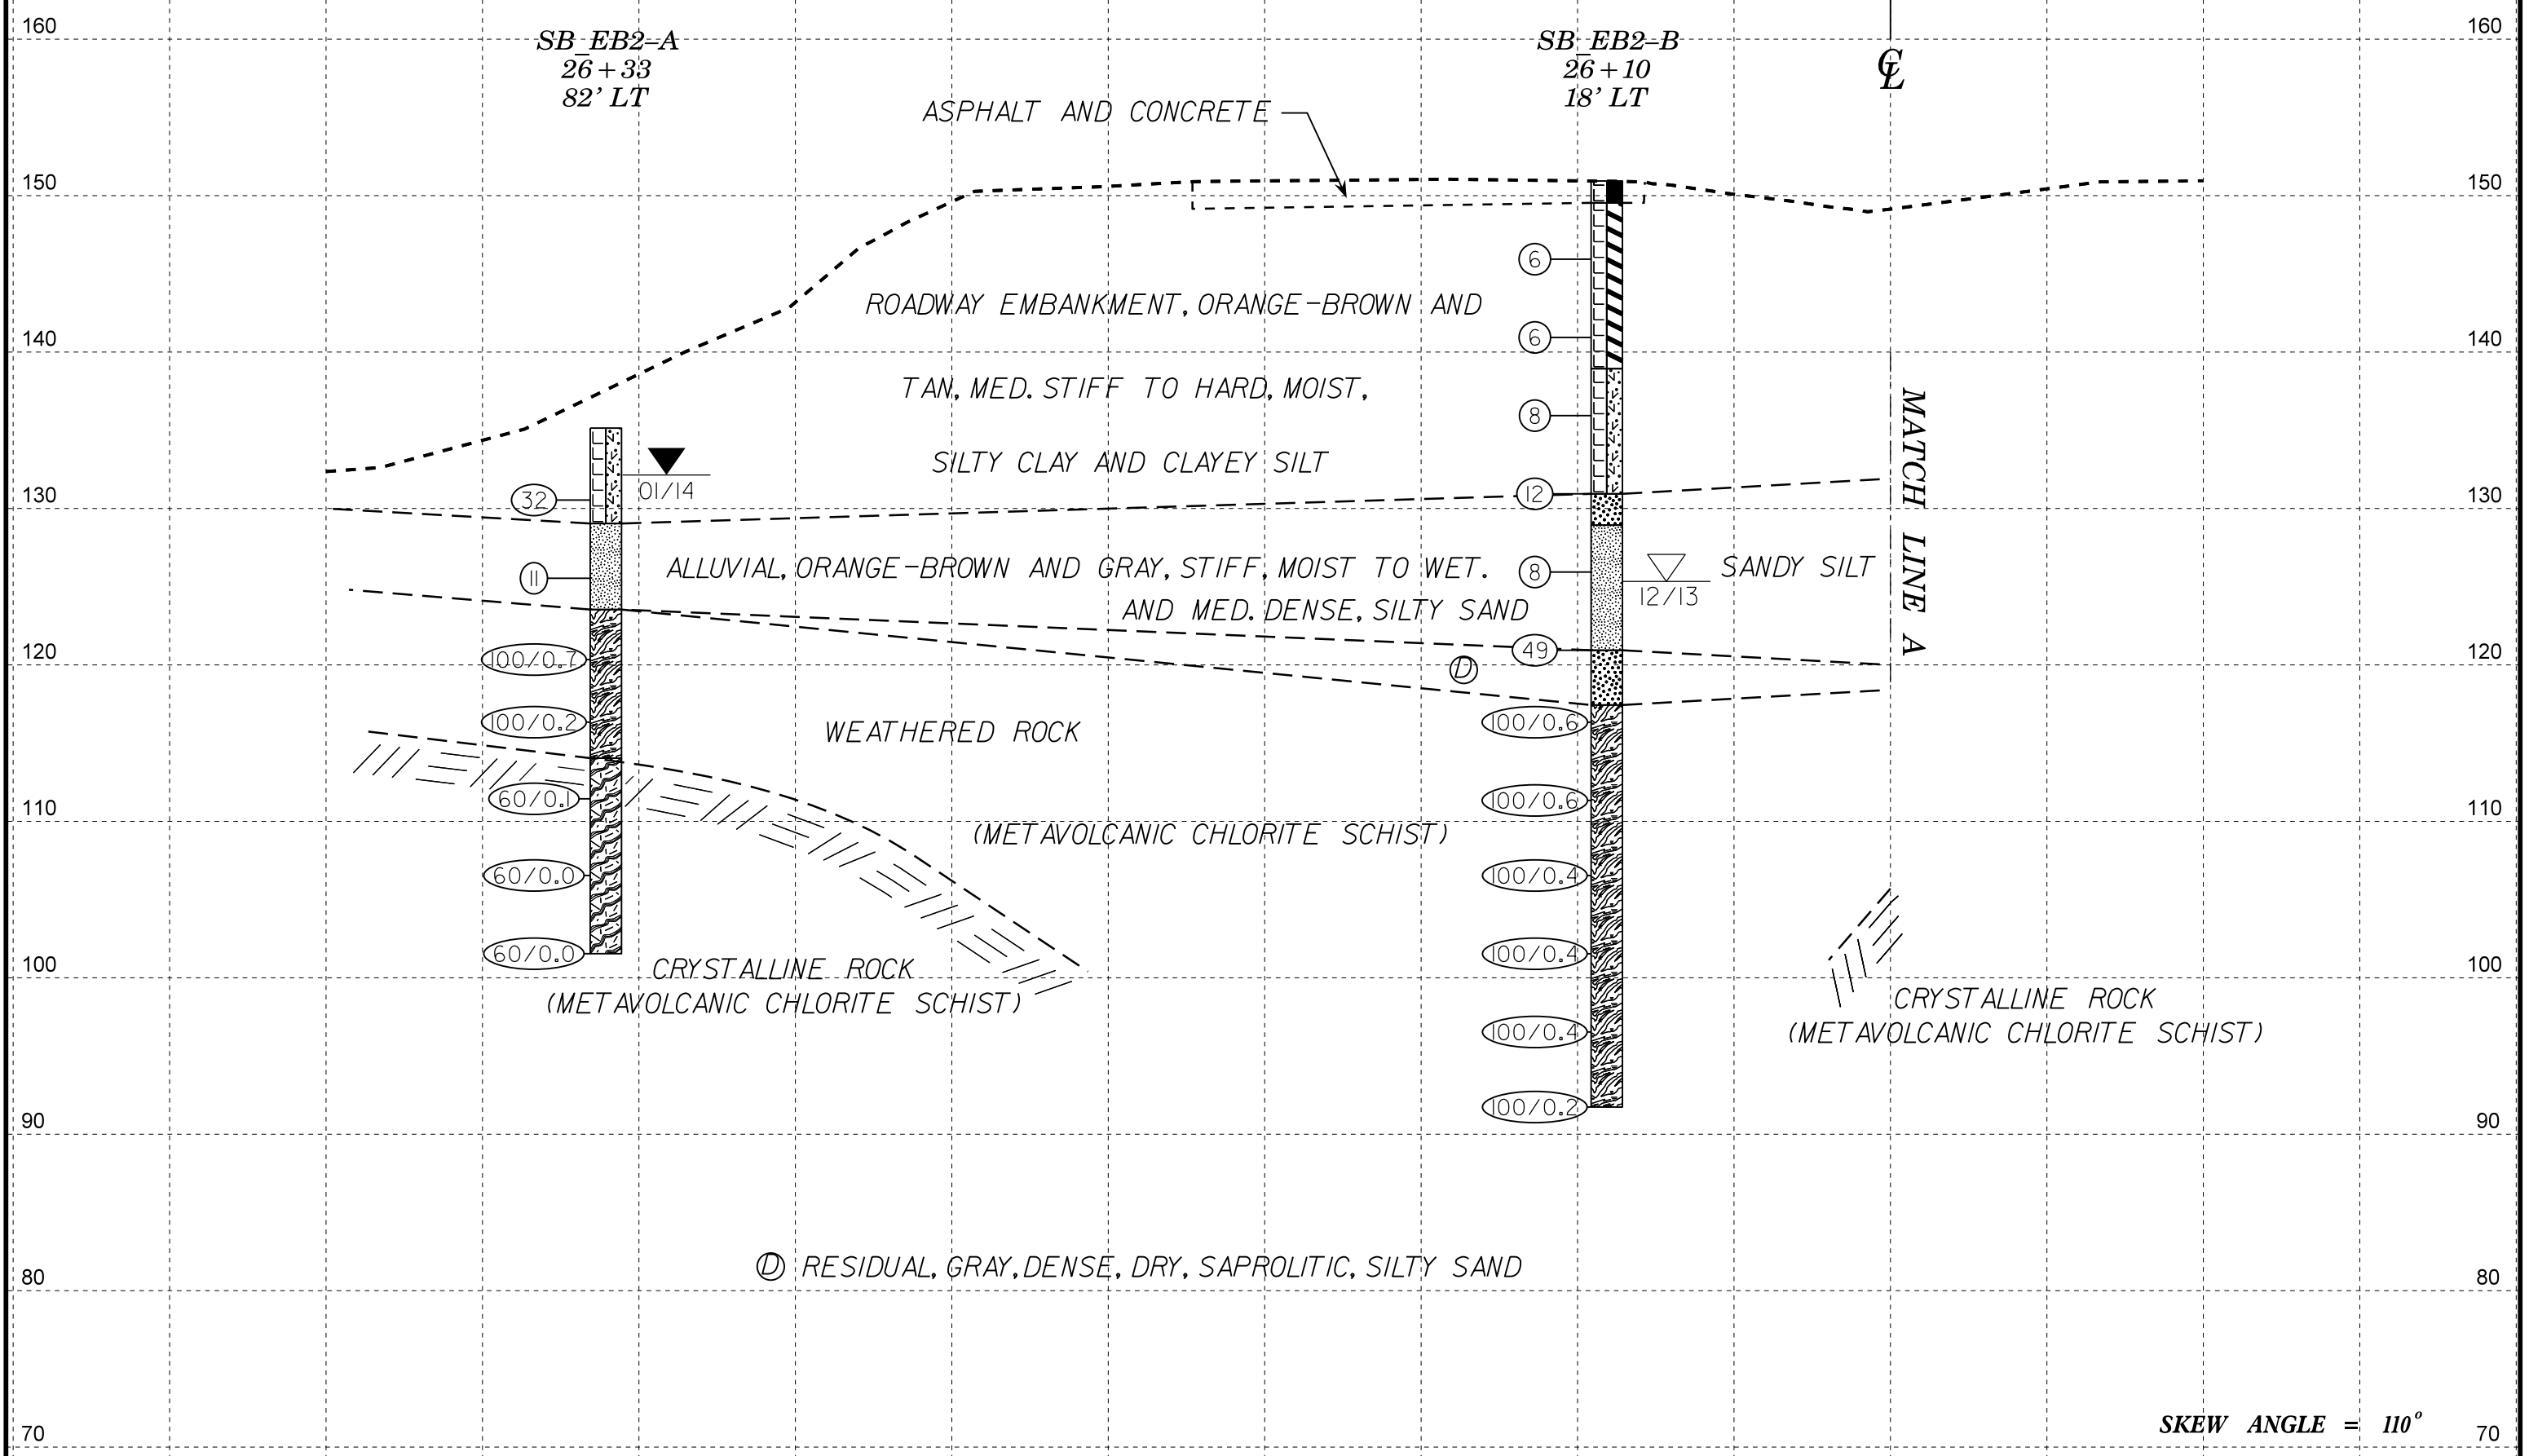 160
160
SB_EB2-A
26+33
82' LT
SB_EB2-B
26+10
18' LT
CL
ASPHALT AND CONCRETE
150
150
6
ROADWAY EMBANKMENT, ORANGE-BROWN AND
140
6
140
TAN, MED. STIFF TO HARD, MOIST,
8
MATCH LINE A
SILTY CLAY AND CLAYEY SILT
01/14
130
32
12
130
ALLUVIAL, ORANGE-BROWN AND GRAY, STIFF, MOIST TO WET.
SANDY SILT
11
8
12/13
AND MED. DENSE, SILTY SAND
120
100/0.7
D
49
120
100/0.2
WEATHERED ROCK
100/0.6
110
60/0.1
100/0.6
110
(METAVOLCANIC CHLORITE SCHIST)
60/0.0
100/0.4
100
60/0.0
100/0.4
100
CRYSTALLINE ROCK
(METAVOLCANIC CHLORITE SCHIST)
CRYSTALLINE ROCK
(METAVOLCANIC CHLORITE SCHIST)
100/0.4
90
100/0.2
90
80
D RESIDUAL, GRAY, DENSE, DRY, SAPROLITIC, SILTY SAND
80
70
SKEW ANGLE = 110°
70